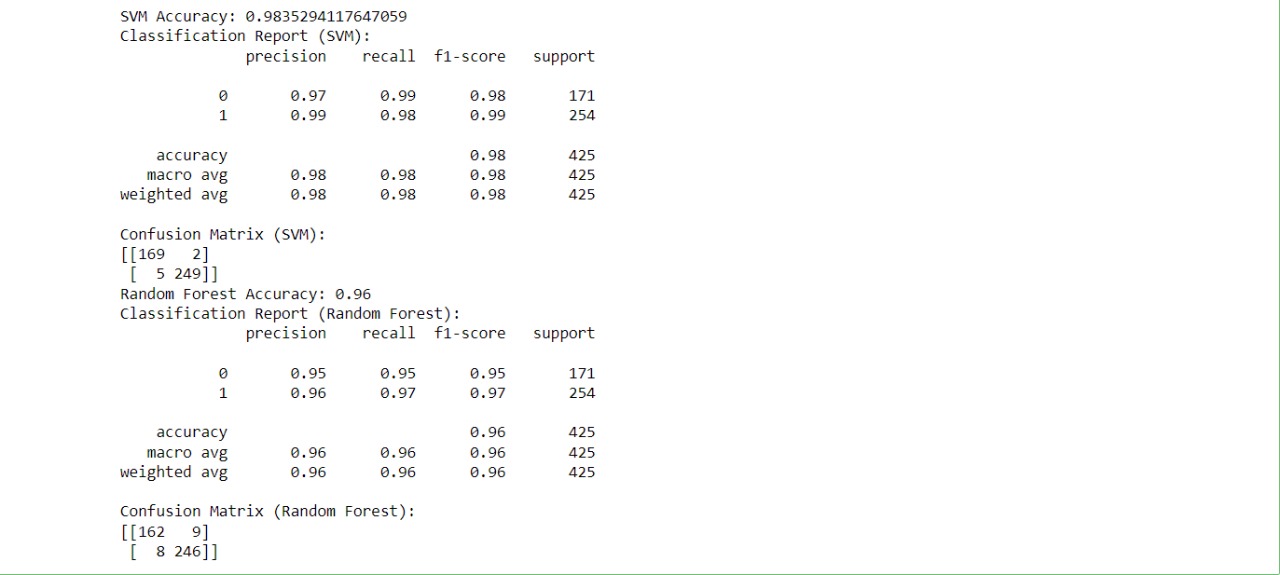 SVM Accuracy: 0.9835294117647059
Classification Report (SVM):
              precision    recall  f1-score   support

           0       0.97      0.99      0.98       171
           1       0.99      0.98      0.99       254

    accuracy                           0.98       425
   macro avg       0.98      0.98      0.98       425
weighted avg       0.98      0.98      0.98       425

Confusion Matrix (SVM):
[[169   2]
 [  5 249]]
Random Forest Accuracy: 0.96
Classification Report (Random Forest):
              precision    recall  f1-score   support

           0       0.95      0.95      0.95       171
           1       0.96      0.97      0.97       254

    accuracy                           0.96       425
   macro avg       0.96      0.96      0.96       425
weighted avg       0.96      0.96      0.96       425

Confusion Matrix (Random Forest):
[[162   9]
 [  8 246]]